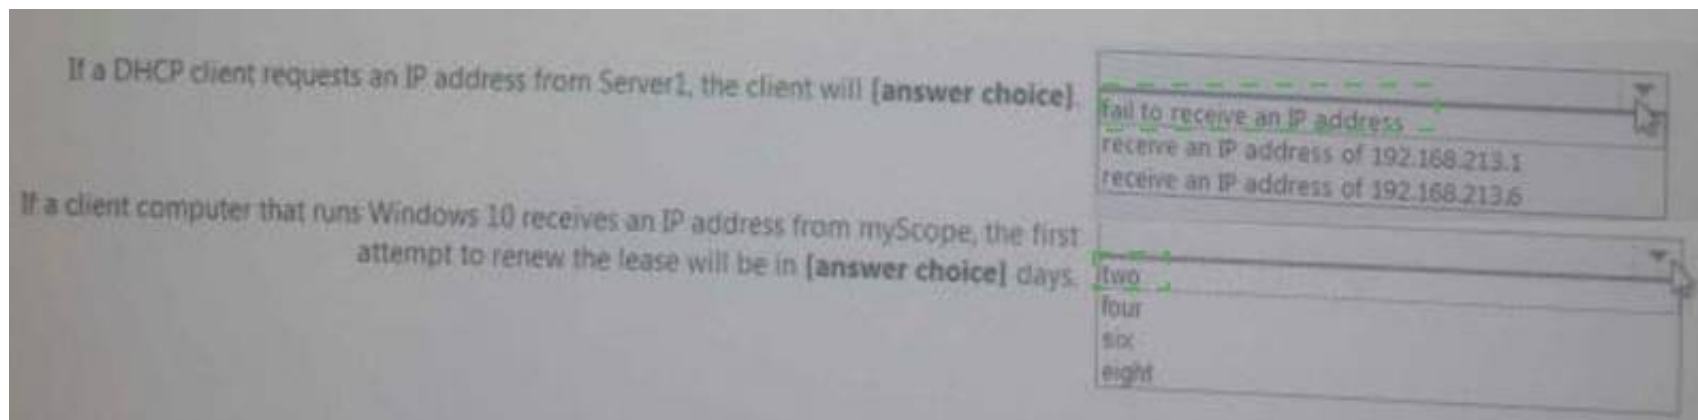 If a DHCP client requests an IP address from Server1, the client will [answer choice].
fail to receive an IP address
receive an IP address of 192.168.213.1
receive an IP address of 192.168.213.6
If a client computer that runs Windows 10 receives an IP address from myScope, the first
attempt to renew the lease will be in [answer choice] days.
two
four
six
eight